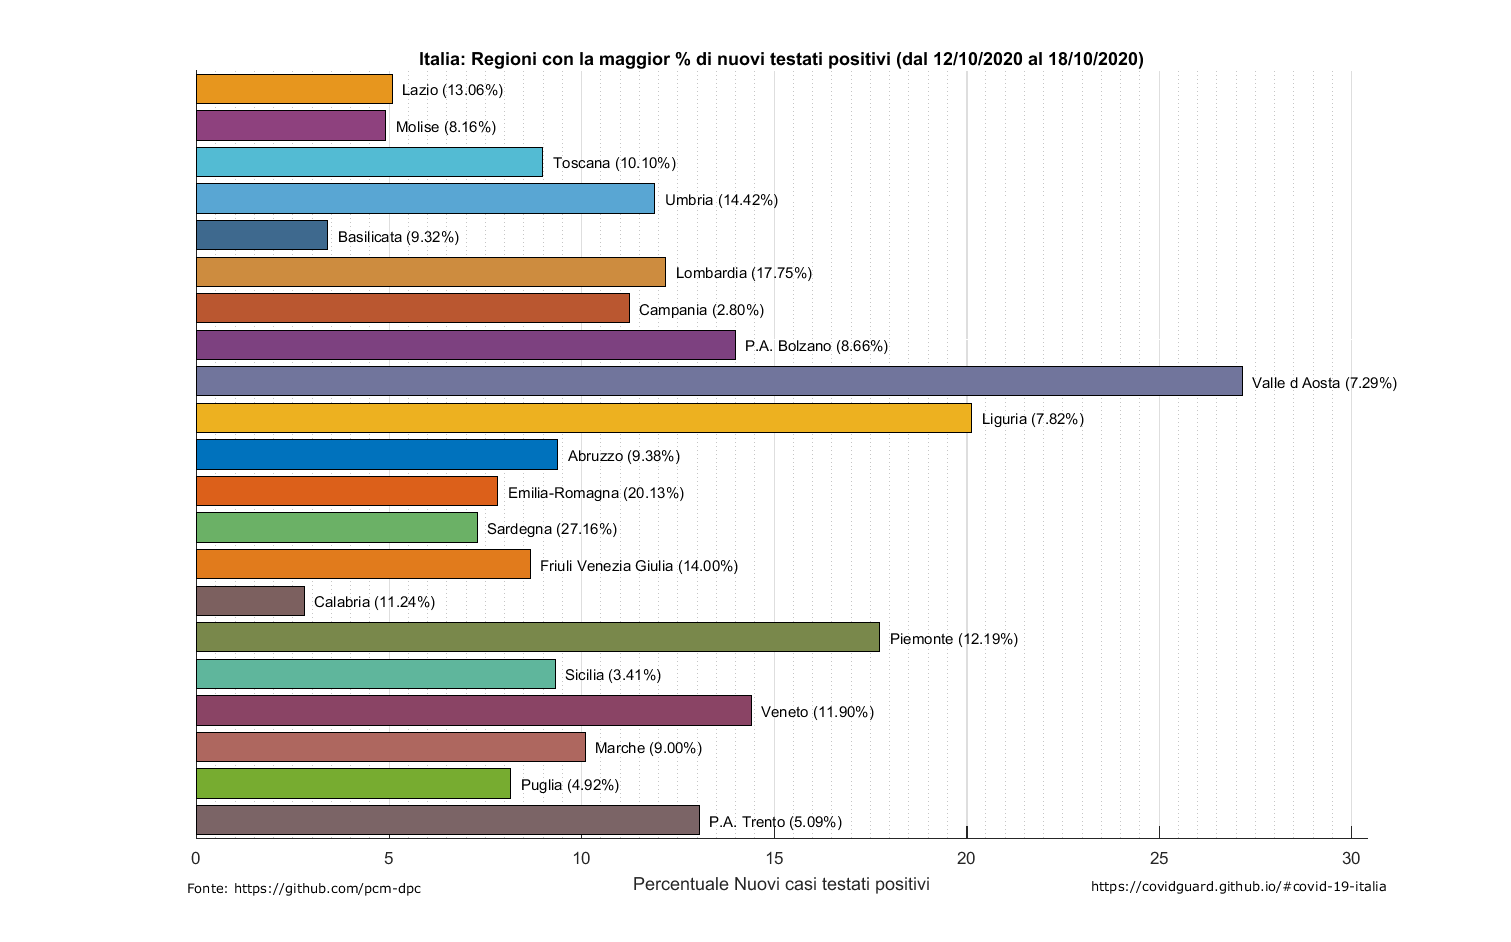 Italia: Regioni con la maggior % di nuovi testati positivi (dal 12/10/2020 al 18/10/2020)
Lazio (13.06%)
Molise (8.16%)
Toscana (10.10%)
Umbria (14.42%)
Basilicata (9.32%)
Lombardia (17.75%)
Campania (2.80%)
P.A. Bolzano (8.66%)
Valle d Aosta (7.29%)
Liguria (7.82%)
Abruzzo (9.38%)
Emilia-Romagna (20.13%)
Sardegna (27.16%)
Friuli Venezia Giulia (14.00%)
Calabria (11.24%)
Piemonte (12.19%)
Sicilia (3.41%)
Veneto (11.90%)
Marche (9.00%)
Puglia (4.92%)
P.A. Trento (5.09%)
0 5 10 15 20 25 30
Percentuale Nuovi casi testati positivi
Fonte: https://github.com/pcm-dpc
https://covidguard.github.io/#covid-19-italia